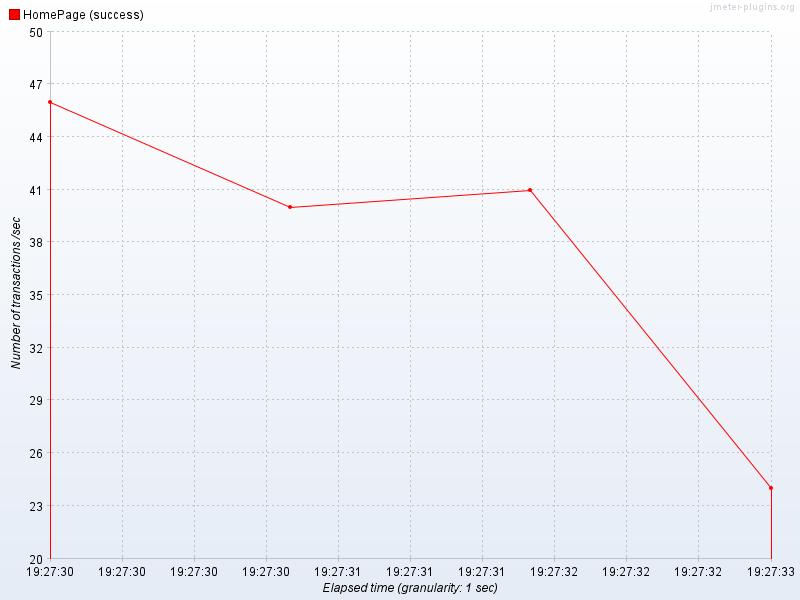 jmeter-plugins.org
HomePage (success)
50
47
44
41
38
35
32
29
26
23
20
Number of transactions /sec
19:27:30 19:27:30 19:27:30 19:27:30 19:27:31 19:27:31 19:27:31 19:27:32 19:27:32 19:27:32 19:27:33
Elapsed time (granularity: 1 sec)